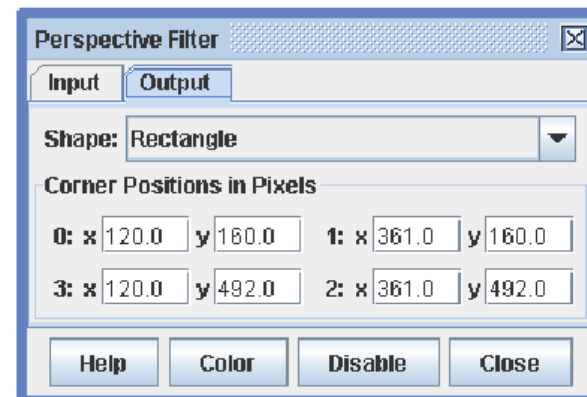 Perspective Filter
Input Output
Shape: Rectangle
Corner Positions in Pixels
0: x 120.0 y 160.0 1: x 361.0 y 160.0
3: x 120.0 y 492.0 2: x 361.0 y 492.0
Help Color Disable Close